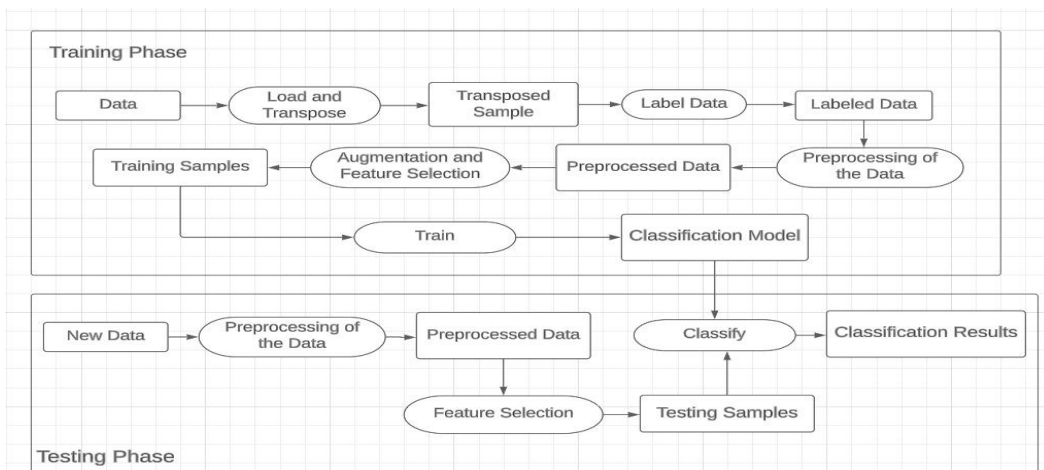 Training Phase
Data
Load and
Transpose
Transposed
Sample
Label Data
Labeled Data
Training Samples
Augmentation and
Feature Selection
Preprocessed Data
Preprocessing of
the Data
Train
Classification Model
New Data
Preprocessing of
the Data
Preprocessed Data
Classify
Classification Results
Feature Selection
Testing Samples
Testing Phase